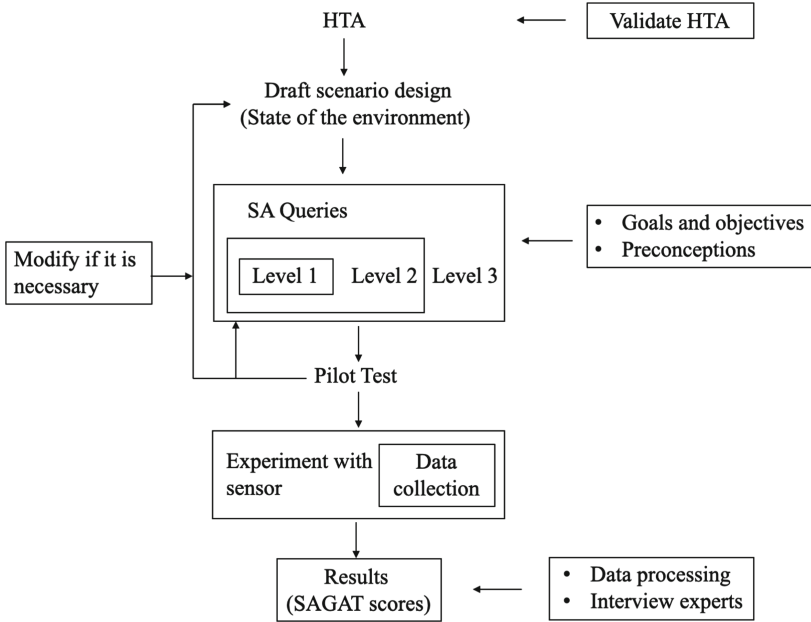 HTA
Validate HTA
Draft scenario design
(State of the environment)
SA Queries
• Goals and objectives
• Preconceptions
Modify if it is
necessary
Level 1
Level 2
Level 3
Pilot Test
Experiment with
sensor
Data
collection
Results
(SAGAT scores)
• Data processing
• Interview experts